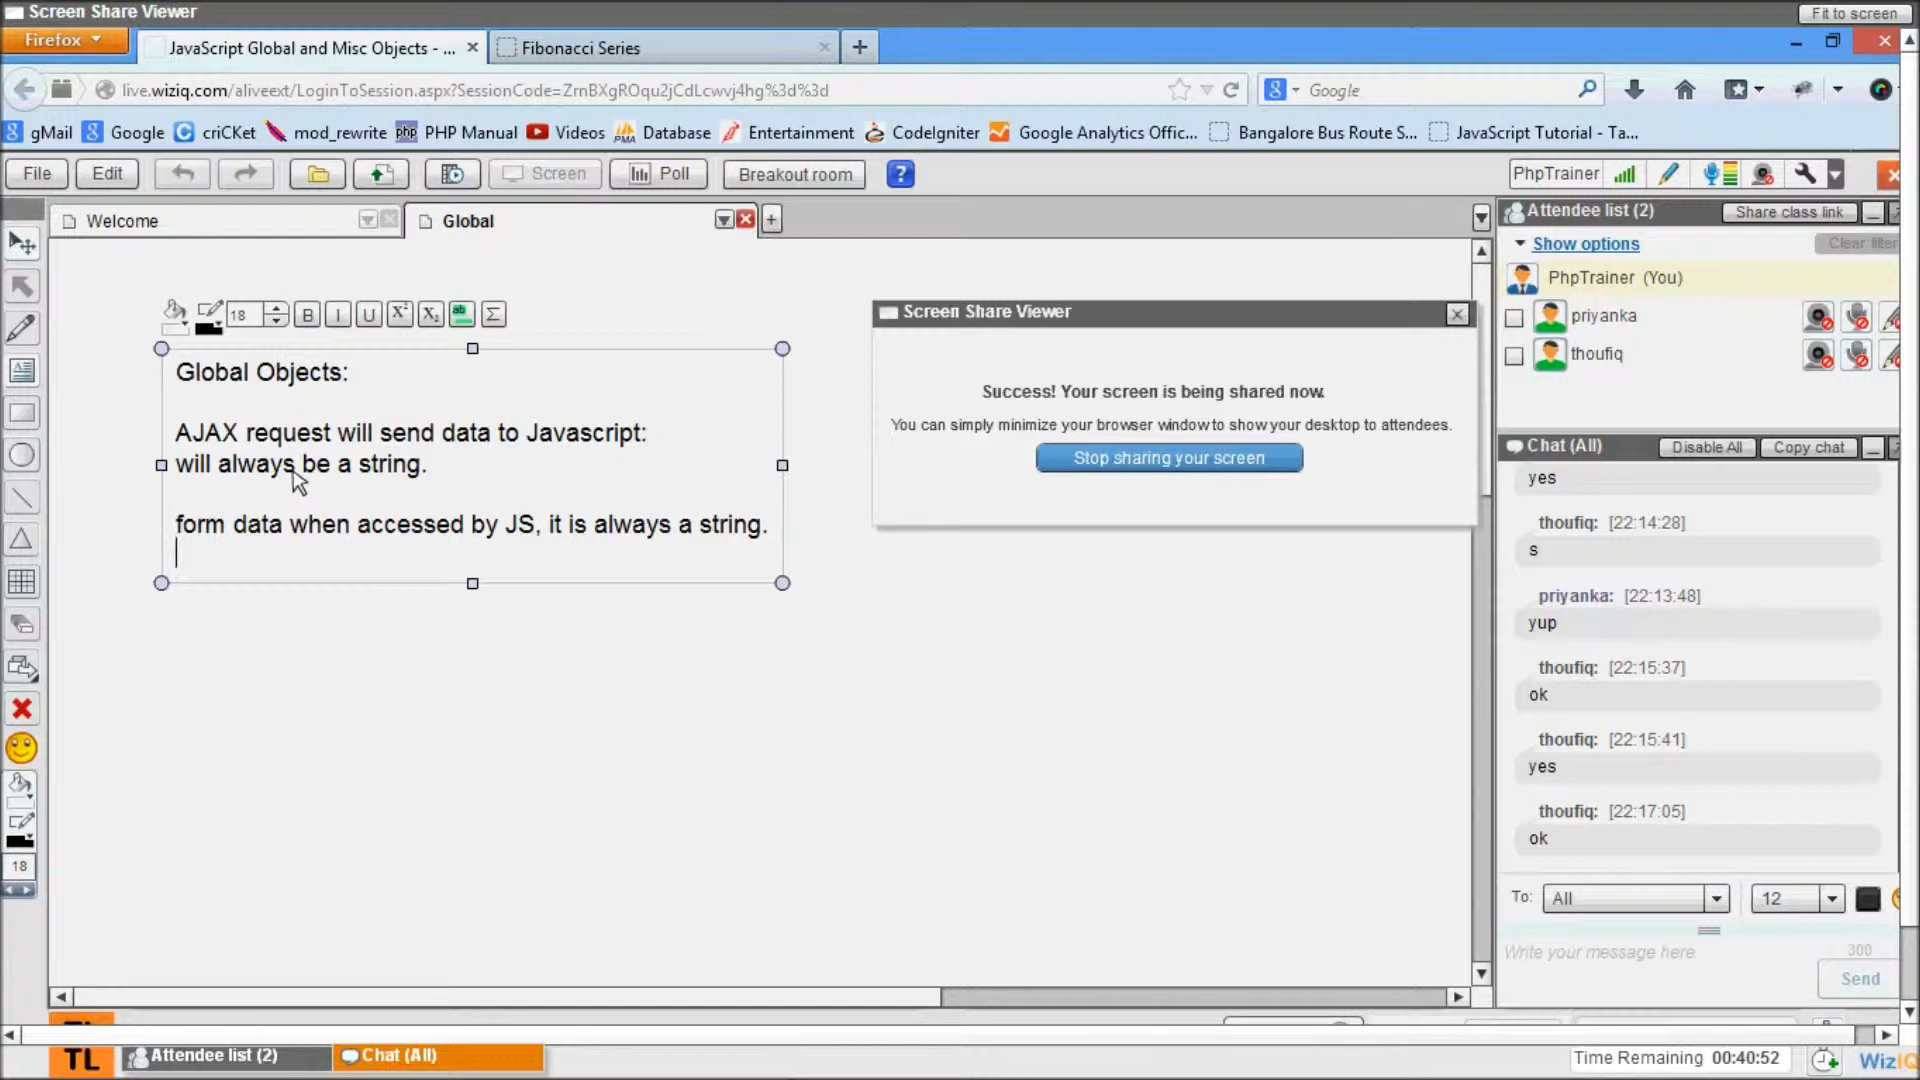 Screen Share Viewer
Fit to screen
Firefox
JavaScript Global and Misc Objects - ...
Fibonacci Series
live.wiziq.com/aliveext/LoginToSession.aspx?SessionCode=ZrnBXgROqu2jCdLcwvj4hg%3d%3d
Google
gMail
Google
criCKet
mod_rewrite
php
PHP Manual
Videos
Database
Entertainment
CodeIgniter
Google Analytics Offic...
Bangalore Bus Route S...
JavaScript Tutorial - Ta...
File
Edit
Screen
Poll
Breakout room
?
PhpTrainer
Welcome
Global
Attendee list (2)
Share class link
Show options
Clear filter
PhpTrainer (You)
priyanka
thoufiq
18
B
I
U
X²
X₂
ab
Σ
Global Objects:
AJAX request will send data to Javascript:
will always be a string.
form data when accessed by JS, it is always a string.
Screen Share Viewer
Success! Your screen is being shared now.
You can simply minimize your browser window to show your desktop to attendees.
Stop sharing your screen
Chat (All)
Disable All
Copy chat
yes
thoufiq: [22:14:28]
s
priyanka: [22:13:48]
yup
thoufiq: [22:15:37]
ok
thoufiq: [22:15:41]
yes
thoufiq: [22:17:05]
ok
18
To:
All
12
Write your message here
300
Send
TL
Attendee list (2)
Chat (All)
Time Remaining 00:40:52